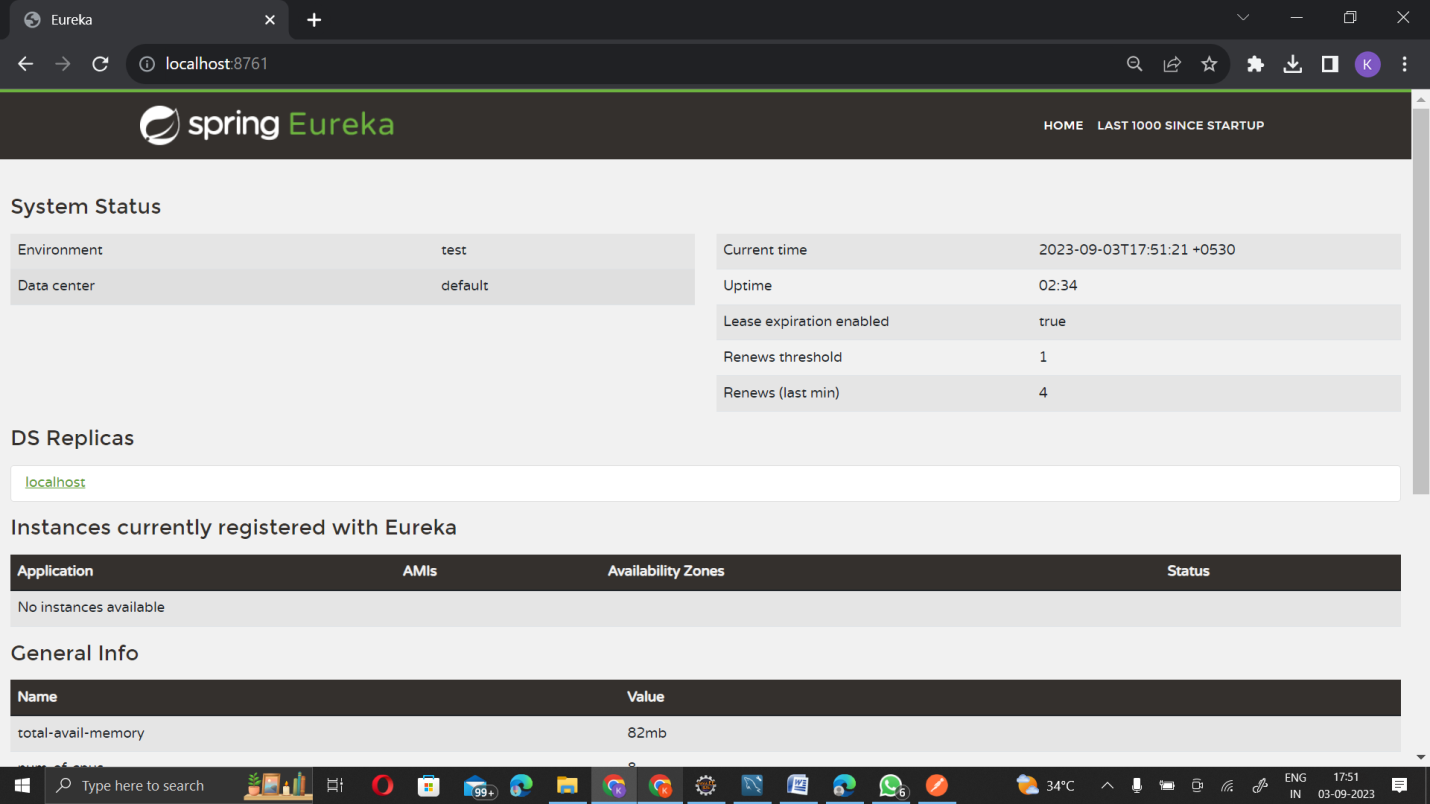 Eureka
localhost:8761
spring Eureka
HOME LAST 1000 SINCE STARTUP
System Status
Environment test
Data center default
Current time 2023-09-03T17:51:21 +0530
Uptime 02:34
Lease expiration enabled true
Renews threshold 1
Renews (last min) 4
DS Replicas
localhost
Instances currently registered with Eureka
Application AMIs Availability Zones Status
No instances available
General Info
Name Value
total-avail-memory 82mb
K
Type here to search
99+
6
34°C
ENG
IN
17:51
03-09-2023